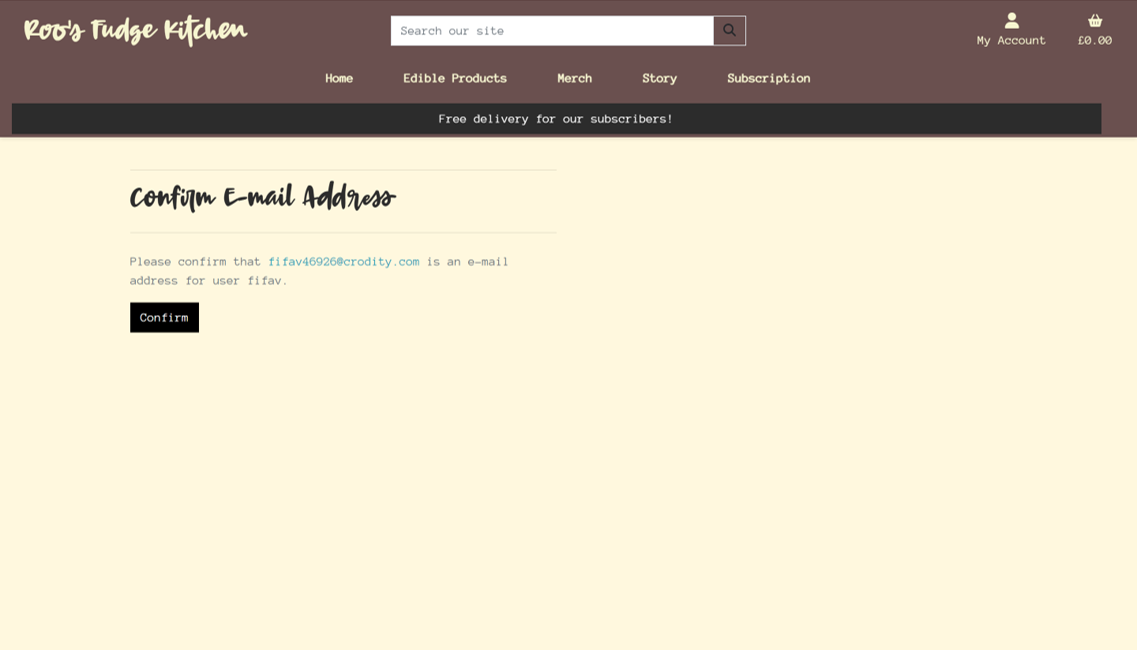 Roo's Fudge Kitchen
Search our site
My Account
£0.00
Home
Edible Products
Merch
Story
Subscription
Free delivery for our subscribers!
Confirm E-mail Address
Please confirm that fifav46926@crodity.com is an e-mail
address for user fifav.
Confirm